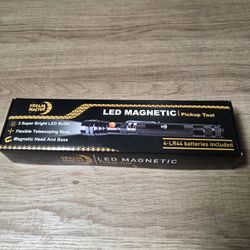 LED MAGNETIC | Pickup Tool
+ 3 Super Bright LED Bulbs
+ Flexible Telescoping Neck
+ Magnetic Head And Base
4-LR44 batteries included
LED MAGNETIC